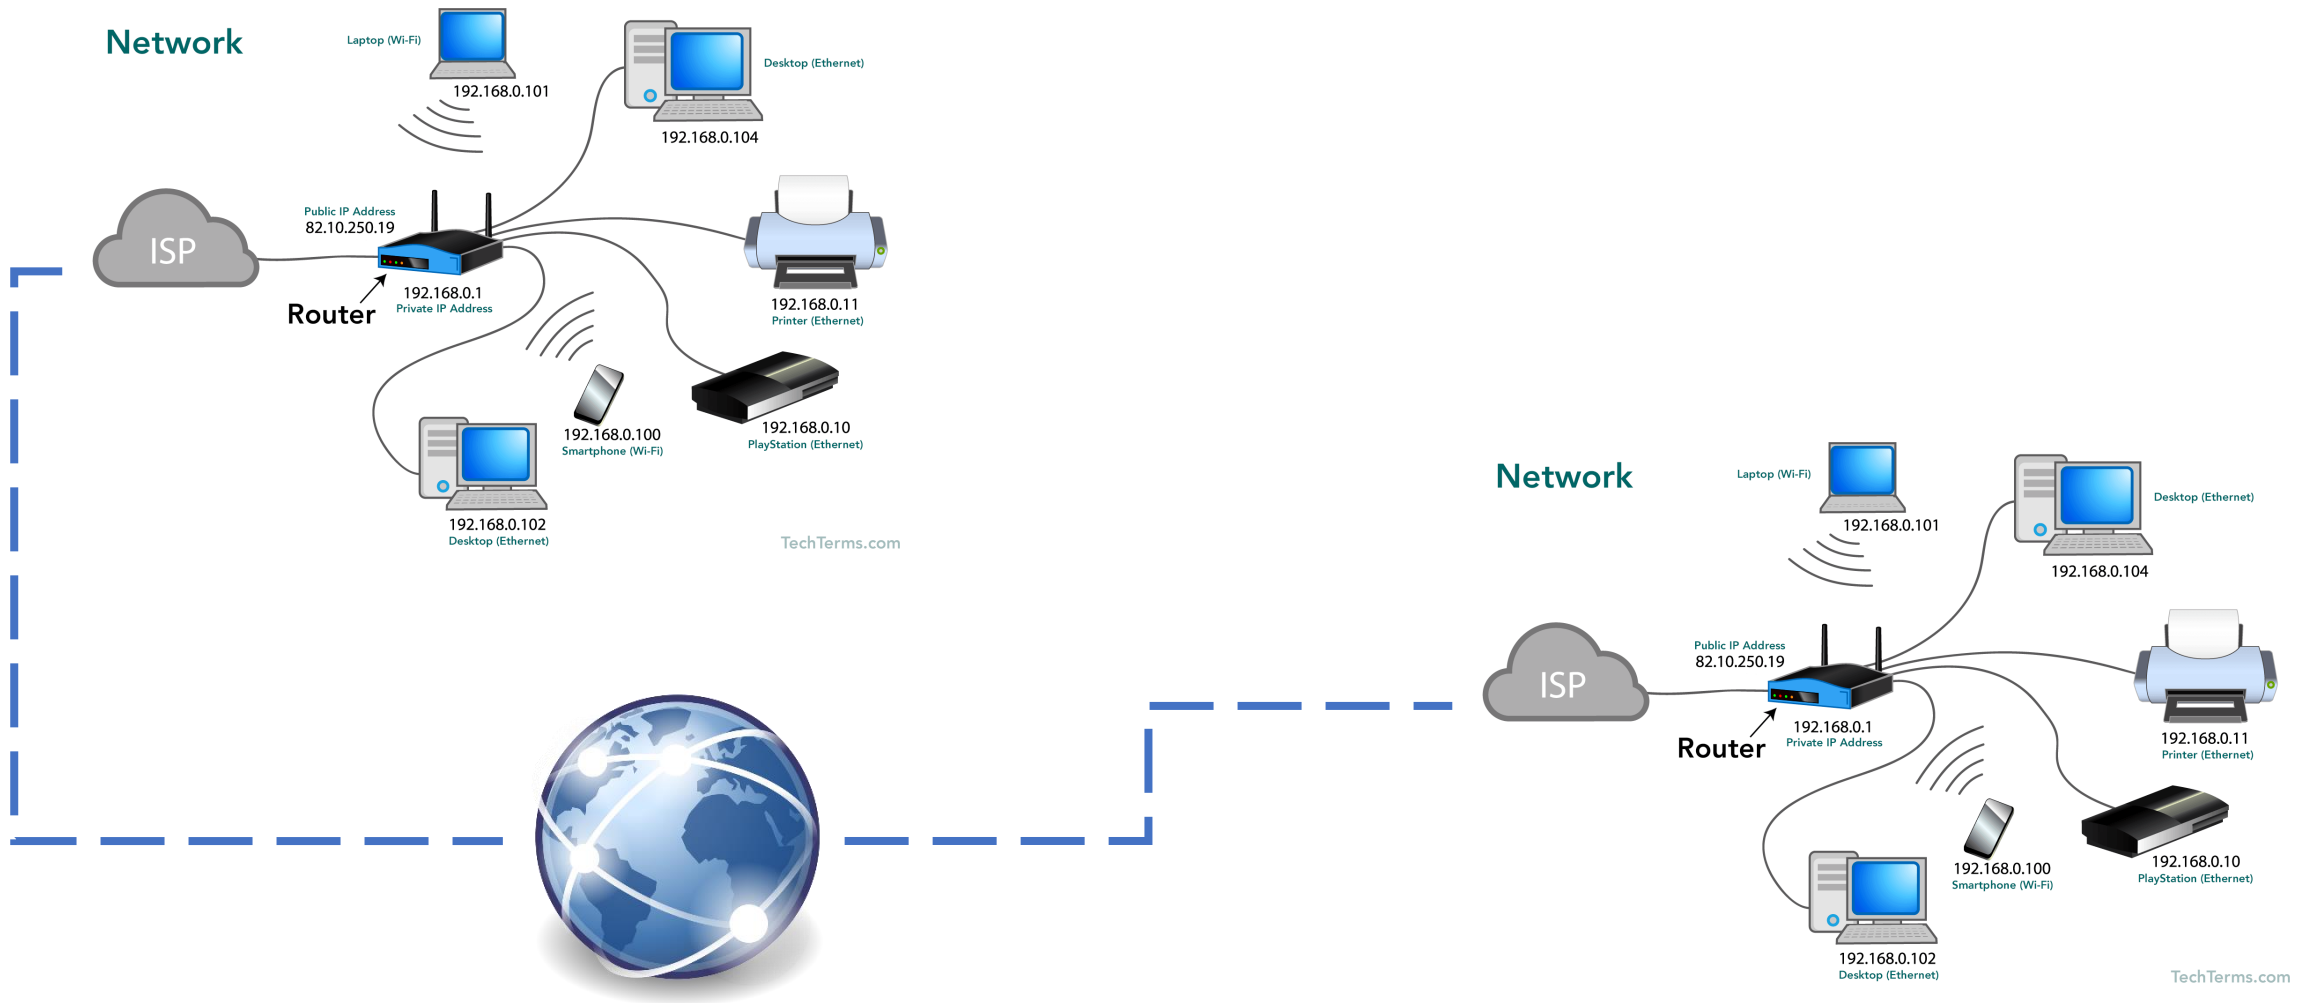 Network
Laptop (Wi-Fi)
192.168.0.101
Desktop (Ethernet)
192.168.0.104
ISP
Public IP Address
82.10.250.19
Router
192.168.0.1
Private IP Address
192.168.0.11
Printer (Ethernet)
192.168.0.10
PlayStation (Ethernet)
192.168.0.100
Smartphone (Wi-Fi)
192.168.0.102
Desktop (Ethernet)
TechTerms.com
Network
Laptop (Wi-Fi)
192.168.0.101
Desktop (Ethernet)
192.168.0.104
ISP
Public IP Address
82.10.250.19
Router
192.168.0.1
Private IP Address
192.168.0.11
Printer (Ethernet)
192.168.0.10
PlayStation (Ethernet)
192.168.0.100
Smartphone (Wi-Fi)
192.168.0.102
Desktop (Ethernet)
TechTerms.com